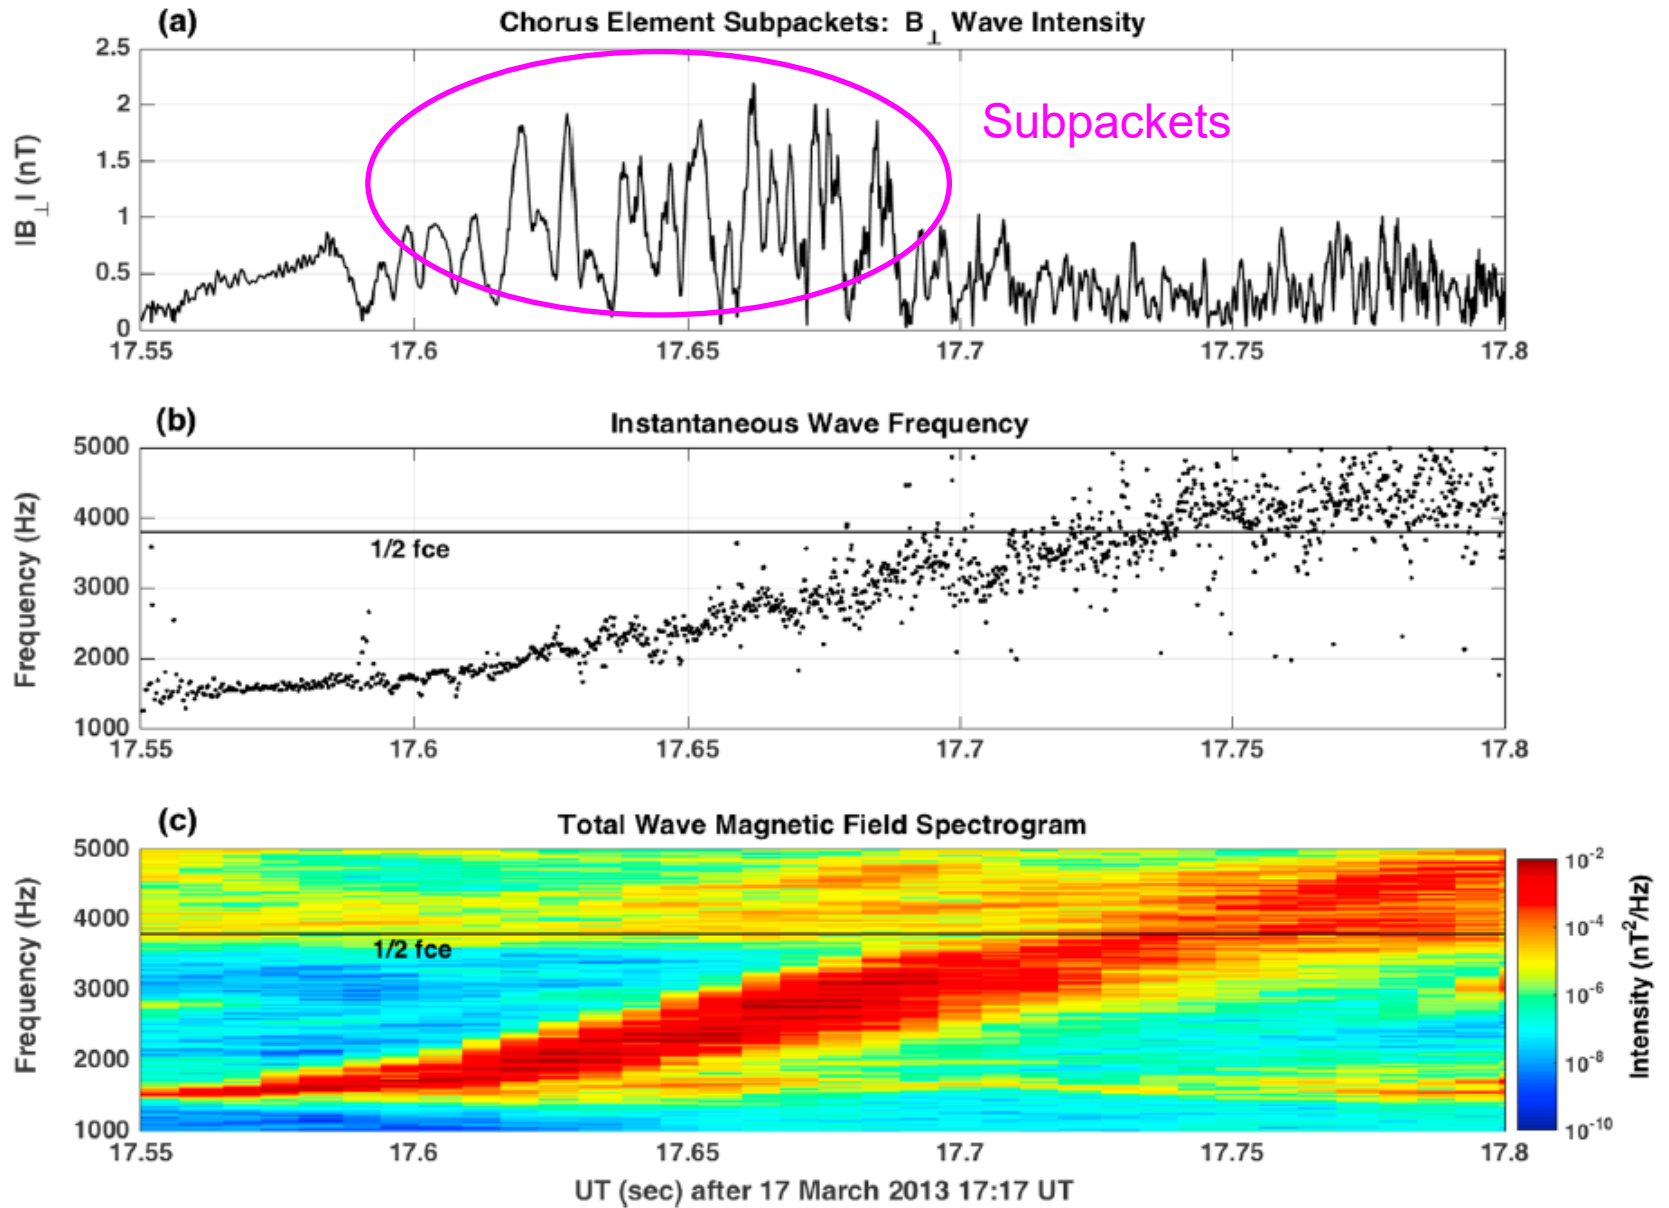 (a)
Chorus Element Subpackets: B⊥ Wave Intensity
Subpackets
|B⊥| (nT)
2.5
2
1.5
1
0.5
0
17.55 17.6 17.65 17.7 17.75 17.8
(b)
Instantaneous Wave Frequency
Frequency (Hz)
5000
4000
1/2 fce
3000
2000
1000
17.55 17.6 17.65 17.7 17.75 17.8
(c)
Total Wave Magnetic Field Spectrogram
Frequency (Hz)
5000
4000
1/2 fce
3000
2000
1000
17.55 17.6 17.65 17.7 17.75 17.8
UT (sec) after 17 March 2013 17:17 UT
10^-2
10^-4
10^-6
10^-8
10^-10
Intensity (nT^2/Hz)